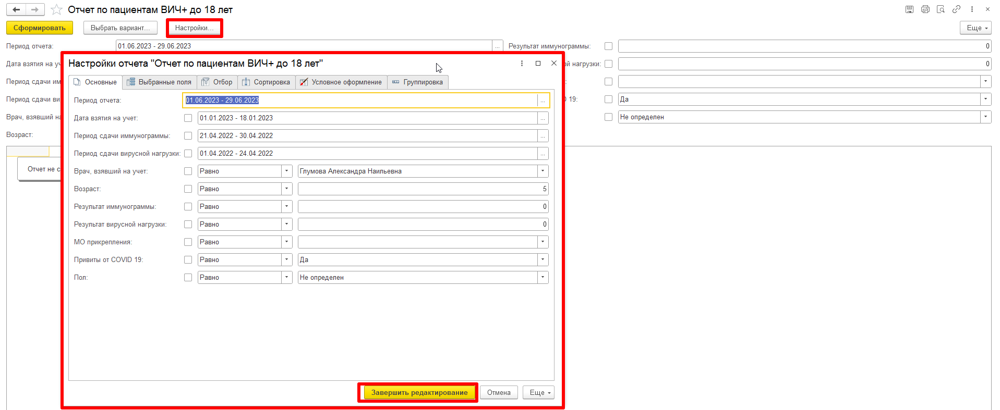 Отчет по пациентам ВИЧ+ до 18 лет
Сформировать Выбрать вариант... Настройки... Еще
Период отчета: 01.06.2023 - 29.06.2023 ... Результат иммунограммы: 0
Дата взятия на уч нагрузки: 0
Период сдачи им
Период сдачи ви 19: Да
Врач, взявший на Не определен
Возраст:
Отчет не с
Настройки отчета "Отчет по пациентам ВИЧ+ до 18 лет"
Основные Выбранные поля Отбор Сортировка Условное оформление Группировка
Период отчета: 01.06.2023 - 29.06.2023 ...
Дата взятия на учет: 01.01.2023 - 18.01.2023 ...
Период сдачи иммунограммы: 21.04.2022 - 30.04.2022 ...
Период сдачи вирусной нагрузки: 01.04.2022 - 24.04.2022 ...
Врач, взявший на учет: Равно Глумова Александра Наильевна
Возраст: Равно 5
Результат иммунограммы: Равно 0
Результат вирусной нагрузки: Равно 0
МО прикрепления: Равно
Привиты от COVID 19: Равно Да
Пол: Равно Не определен
Завершить редактирование Отмена Еще